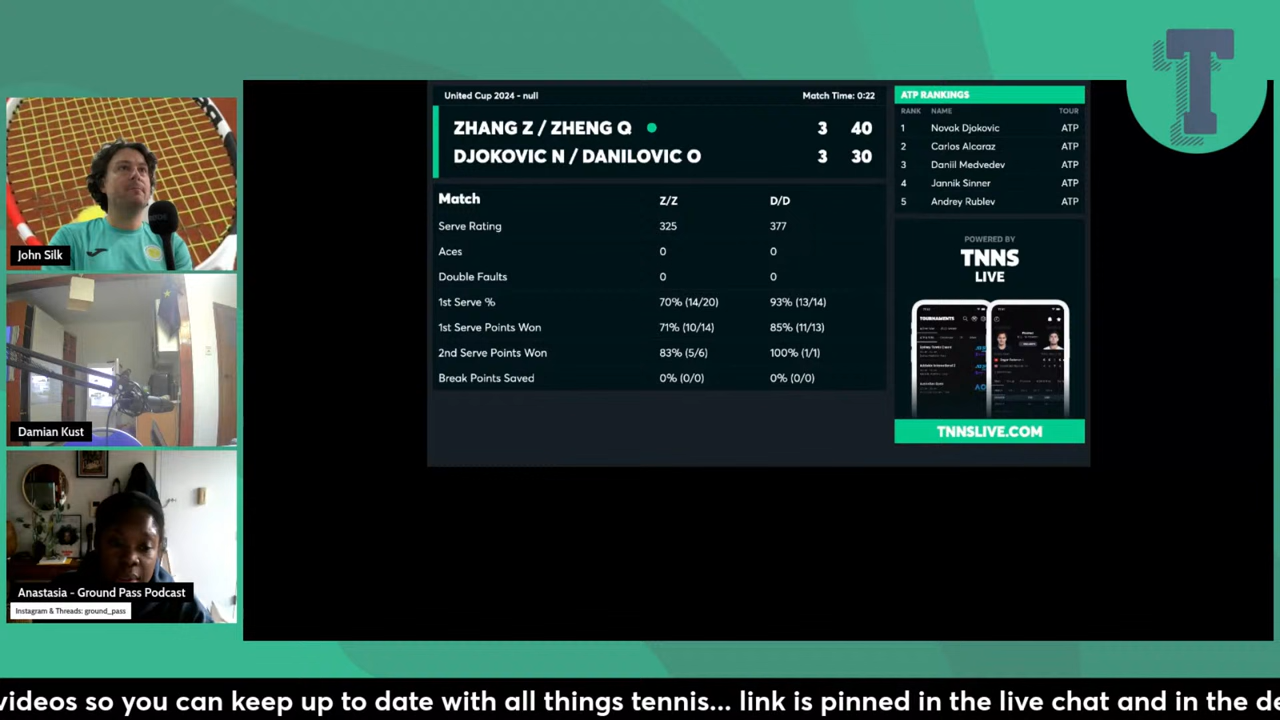 John Silk
Damian Kust
Anastasia - Ground Pass Podcast
Instagram & Threads: ground_pass
United Cup 2024 - null Match Time: 0:22
ZHANG Z / ZHENG Q 3 40
DJOKOVIC N / DANILOVIC O 3 30
Match Z/Z D/D
Serve Rating 325 377
Aces 0 0
Double Faults 0 0
1st Serve % 70% (14/20) 93% (13/14)
1st Serve Points Won 71% (10/14) 85% (11/13)
2nd Serve Points Won 83% (5/6) 100% (1/1)
Break Points Saved 0% (0/0) 0% (0/0)
ATP RANKINGS
RANK NAME TOUR
1 Novak Djokovic ATP
2 Carlos Alcaraz ATP
3 Daniil Medvedev ATP
4 Jannik Sinner ATP
5 Andrey Rublev ATP
POWERED BY
TNNS
LIVE
TOURNAMENTS
TNNSLIVE.COM
T
videos so you can keep up to date with all things tennis... link is pinned in the live chat and in the de